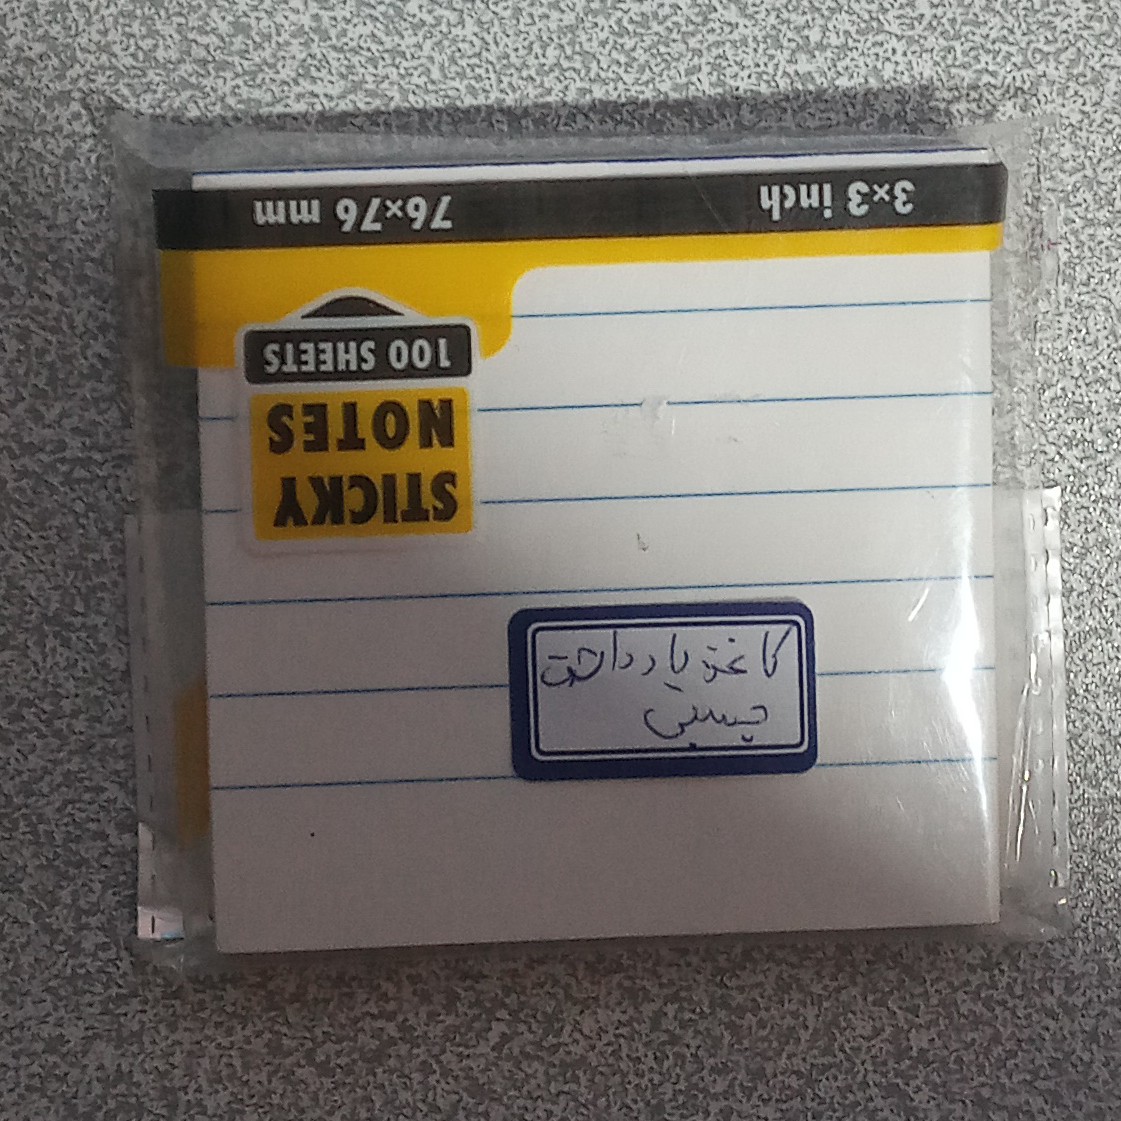 76×76 mm
3×3 inch
100 SHEETS
STICKY
NOTES
کاغذ یادداشت
چسبی